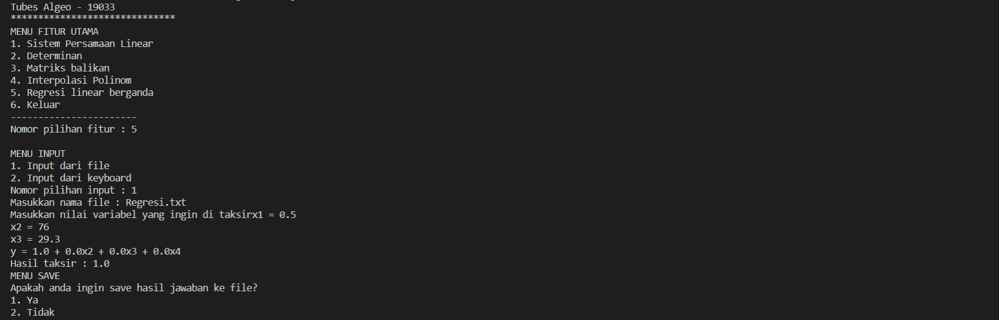 Tubes Algeo - 19033
******************************
MENU FITUR UTAMA
1. Sistem Persamaan Linear
2. Determinan
3. Matriks balikan
4. Interpolasi Polinom
5. Regresi linear berganda
6. Keluar
-----------------------
Nomor pilihan fitur : 5
MENU INPUT
1. Input dari file
2. Input dari keyboard
Nomor pilihan input : 1
Masukkan nama file : Regresi.txt
Masukkan nilai variabel yang ingin di taksirx1 = 0.5
x2 = 76
x3 = 29.3
y = 1.0 + 0.0x2 + 0.0x3 + 0.0x4
Hasil taksir : 1.0
MENU SAVE
Apakah anda ingin save hasil jawaban ke file?
1. Ya
2. Tidak